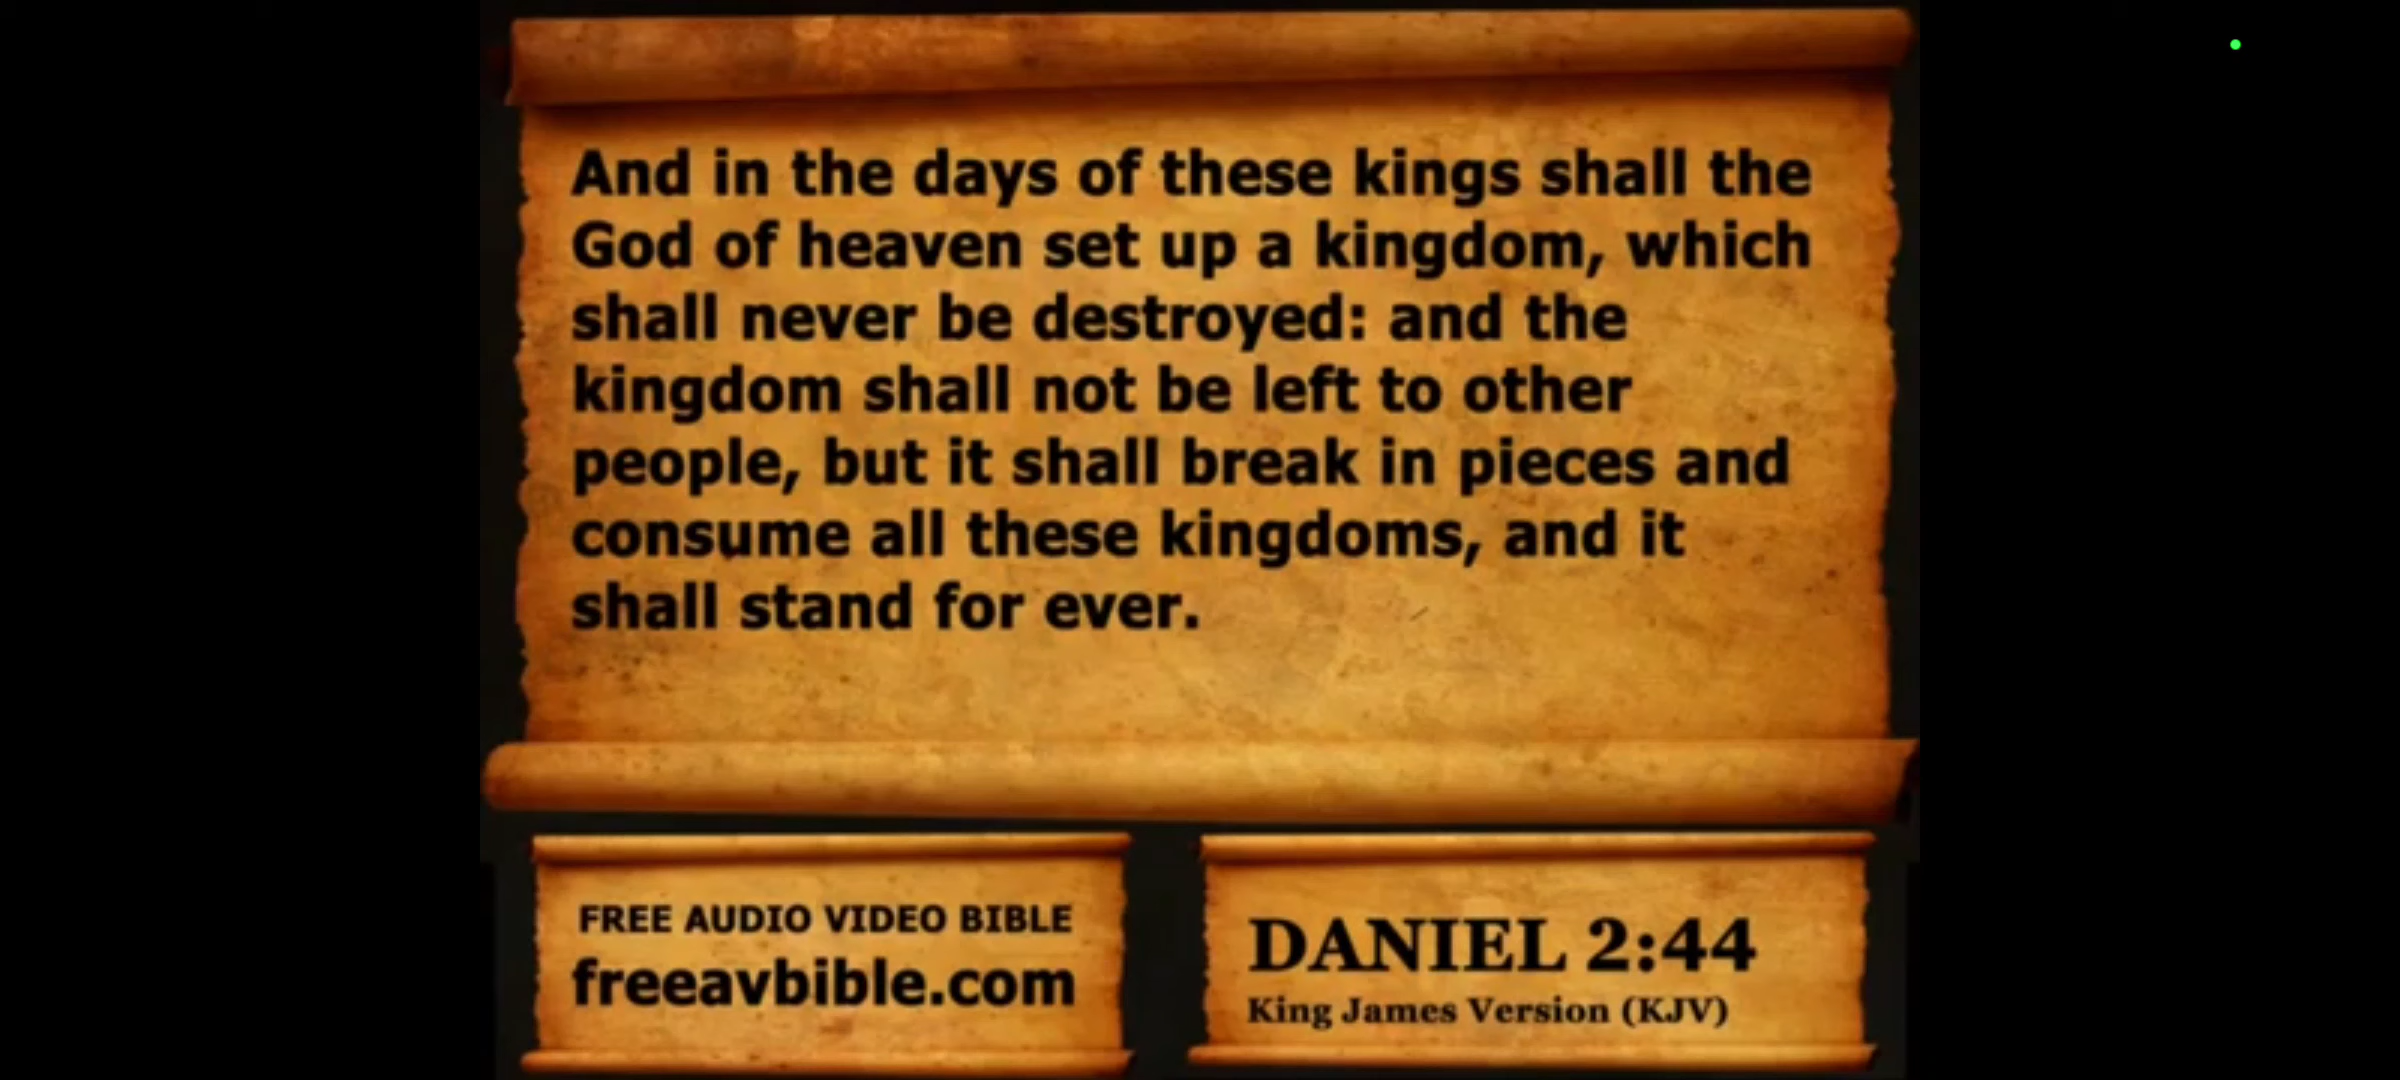 And in the days of these kings shall the
God of heaven set up a kingdom, which
shall never be destroyed: and the
kingdom shall not be left to other
people, but it shall break in pieces and
consume all these kingdoms, and it
shall stand for ever.
FREE AUDIO VIDEO BIBLE
freeavbible.com
DANIEL 2:44
King James Version (KJV)